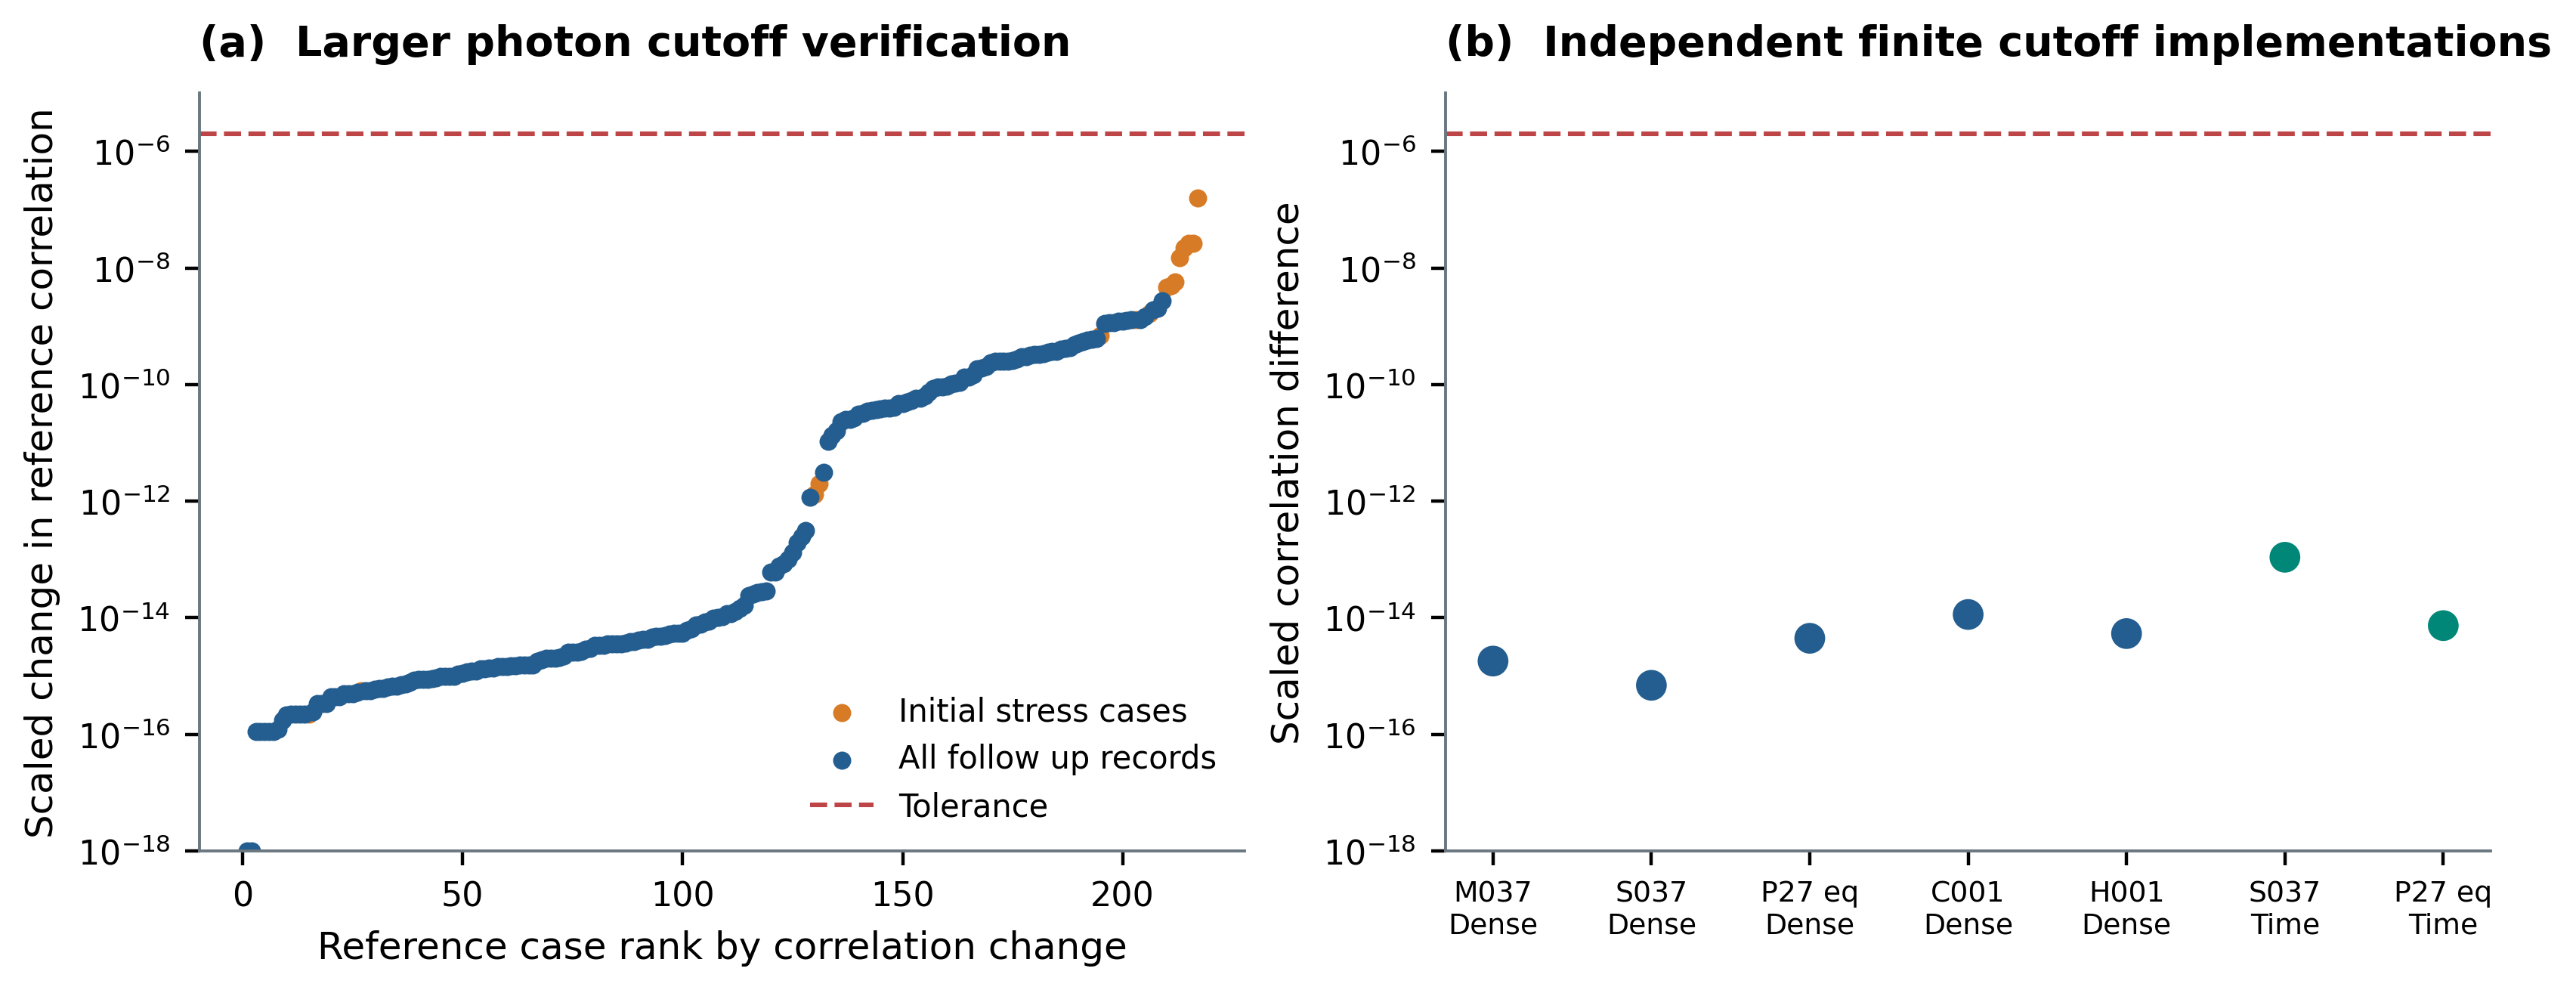 (a) Larger photon cutoff verification
Scaled change in reference correlation
10⁻⁶
10⁻⁸
10⁻¹⁰
10⁻¹²
10⁻¹⁴
10⁻¹⁶
10⁻¹⁸
Initial stress cases
All follow up records
Tolerance
0 50 100 150 200
Reference case rank by correlation change
(b) Independent finite cutoff implementations
Scaled correlation difference
10⁻⁶
10⁻⁸
10⁻¹⁰
10⁻¹²
10⁻¹⁴
10⁻¹⁶
10⁻¹⁸
M037 S037 P27 eq C001 H001 S037 P27 eq
Dense Dense Dense Dense Dense Time Time